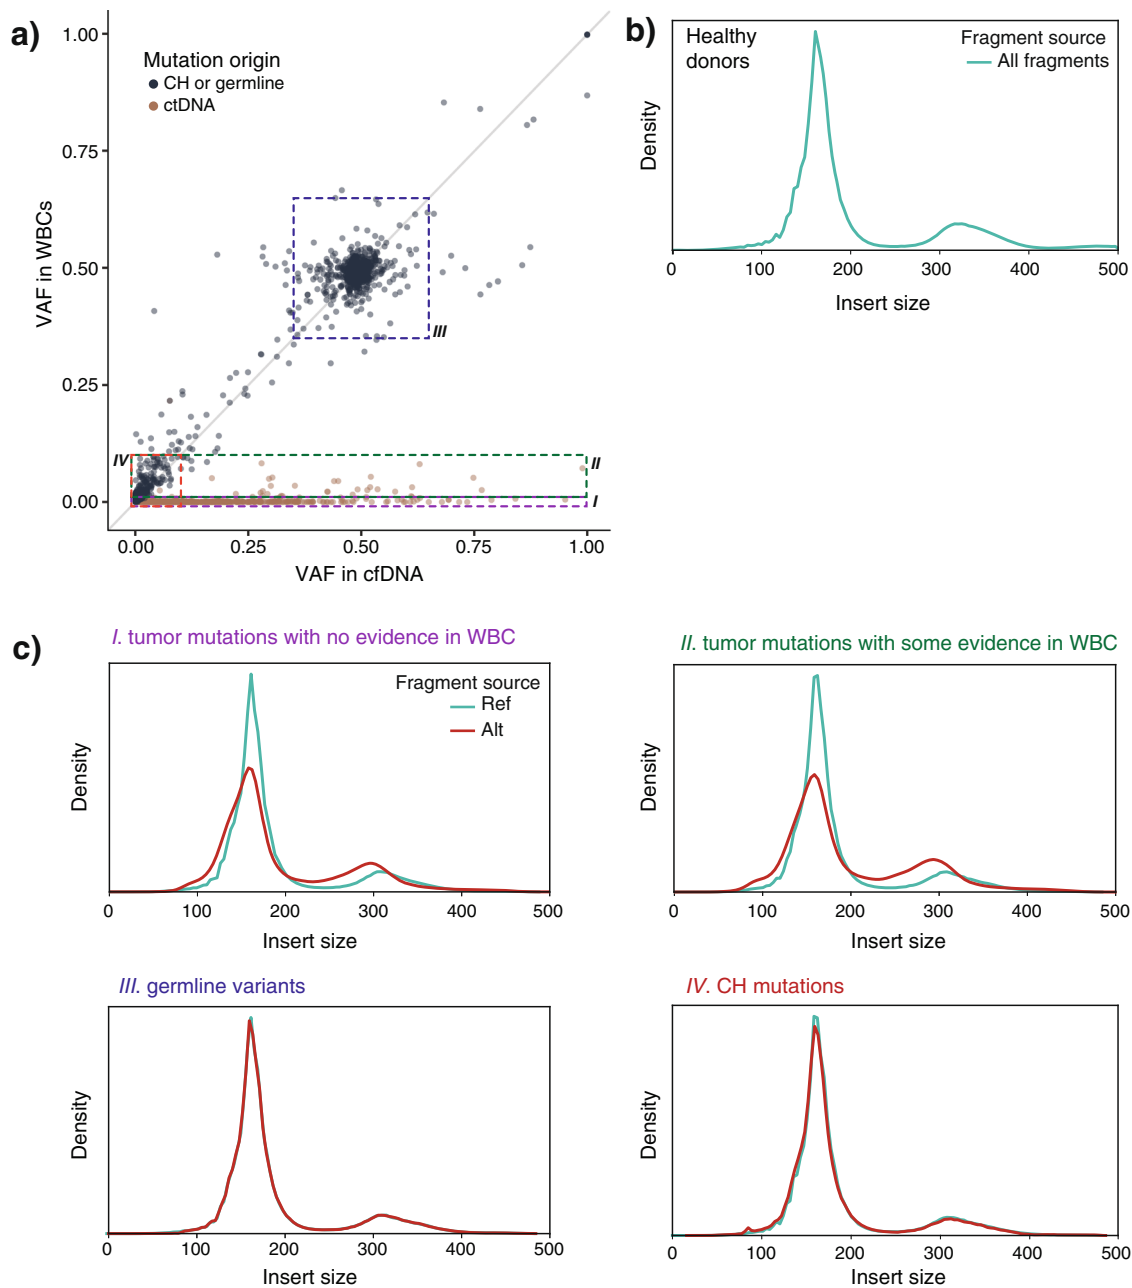 a)
Mutation origin
CH or germline
ctDNA
VAF in WBCs
1.00
0.75
0.50
0.25
0.00
III
IV
II
I
0.00 0.25 0.50 0.75 1.00
VAF in cfDNA
b)
Healthy
donors
Fragment source
All fragments
Density
0 100 200 300 400 500
Insert size
c)
I. tumor mutations with no evidence in WBC
Fragment source
Ref
Alt
Density
0 100 200 300 400 500
Insert size
II. tumor mutations with some evidence in WBC
Density
0 100 200 300 400 500
Insert size
III. germline variants
Density
0 100 200 300 400 500
Insert size
IV. CH mutations
Density
0 100 200 300 400 500
Insert size